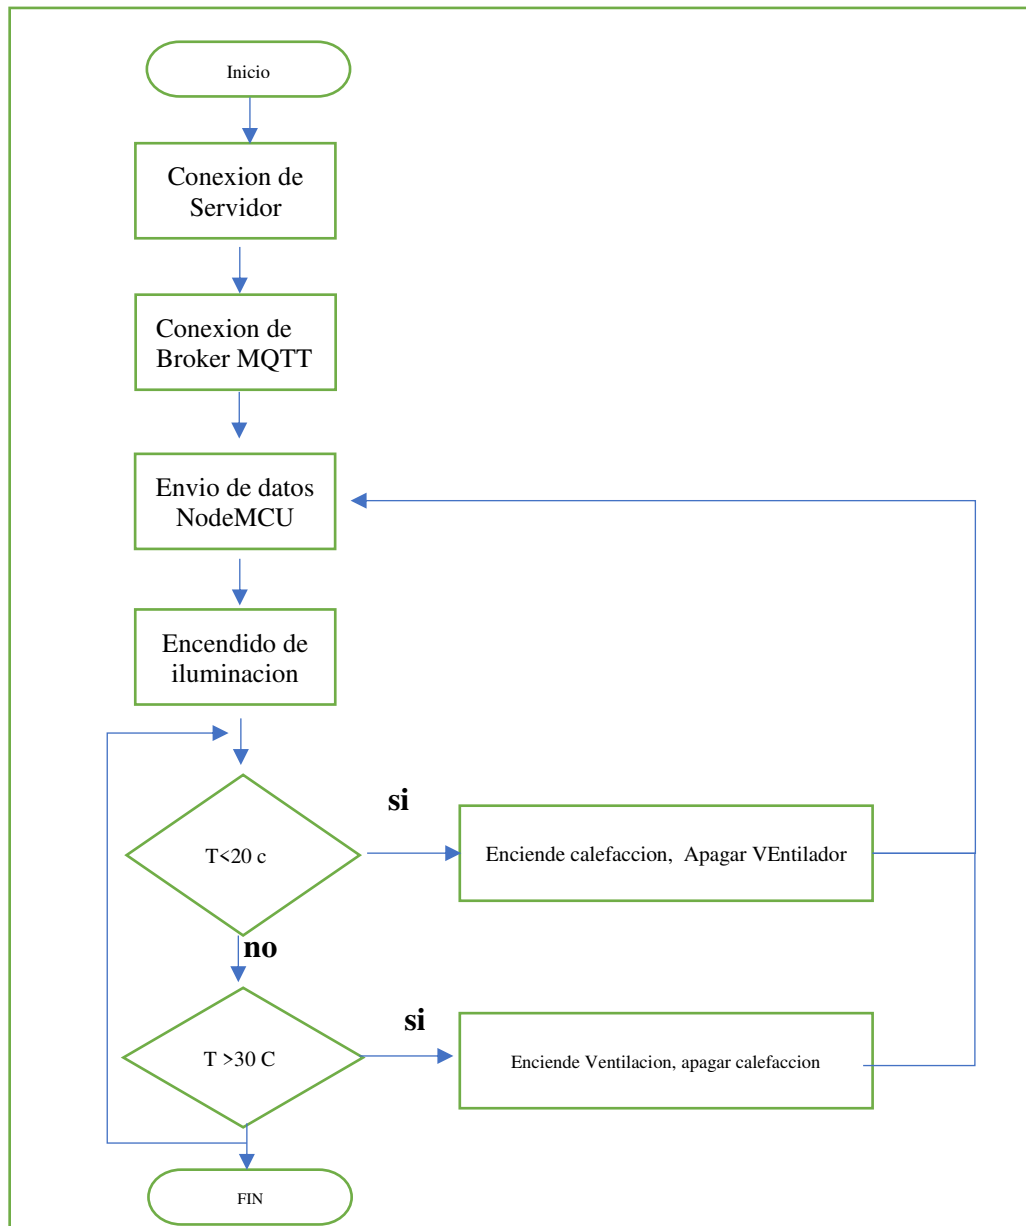 Inicio
Conexion de
Servidor
Conexion de
Broker MQTT
Envio de datos
NodeMCU
Encendido de
iluminacion
si
T<20 c
Enciende calefaccion, Apagar VEntilador
no
si
T >30 C
Enciende Ventilacion, apagar calefaccion
FIN